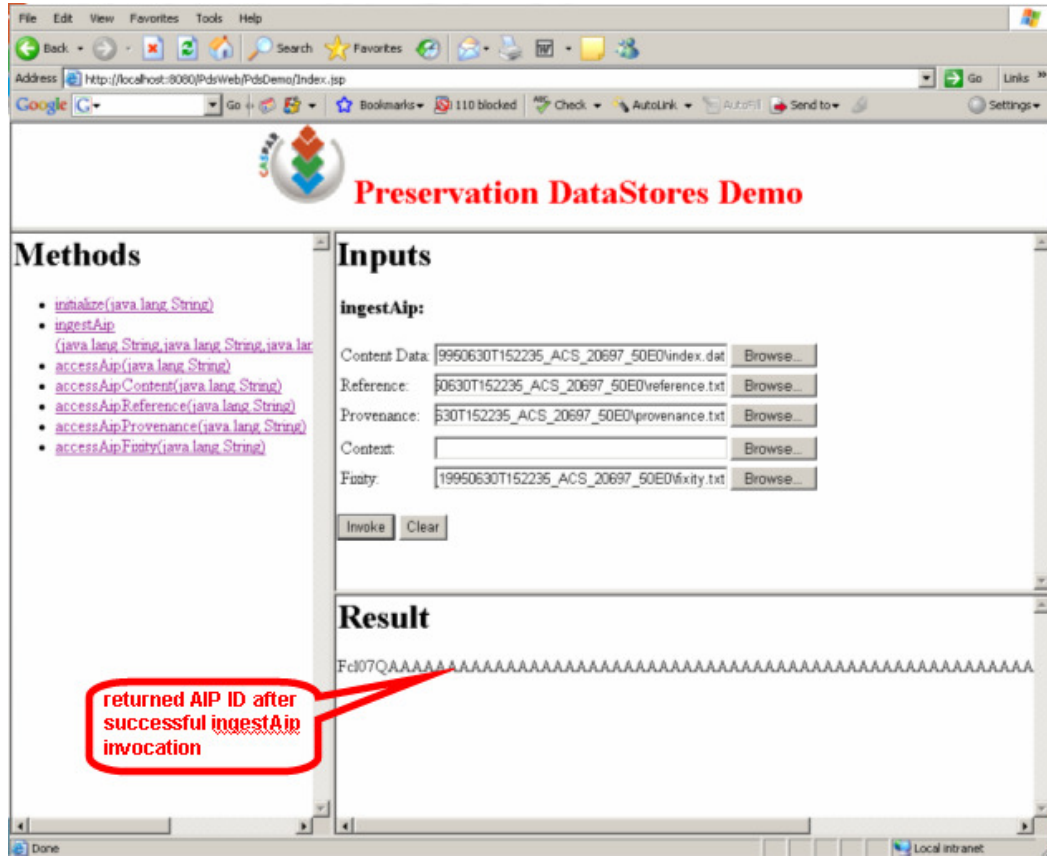 File Edit View Favorites Tools Help
Back Search Favorites
Address http://localhost:8080/PdsWeb/PdsDemo/Index.jsp Go Links »
Google G Go Bookmarks 110 blocked Check AutoLink AutoFill Send to Settings
CASPAR
Preservation DataStores Demo
Methods
initialize(java.lang.String)
ingestAip
(java.lang.String,java.lang.String,java.lar
accessAip(java.lang.String)
accessAipContent(java.lang.String)
accessAipReference(java.lang.String)
accessAipProvenance(java.lang.String)
accessAipFixity(java.lang.String)
Inputs
ingestAip:
Content Data: 9950630T152235_ACS_20697_50E0\index.dat Browse...
Reference: 50630T152235_ACS_20697_50E0\reference.txt Browse...
Provenance: 530T152235_ACS_20697_50E0\provenance.txt Browse...
Context: Browse...
Fixity: 19950630T152235_ACS_20697_50E0\fixity.txt Browse...
Invoke Clear
Result
returned AIP ID after
successful ingestAip
invocation
Done Local intranet